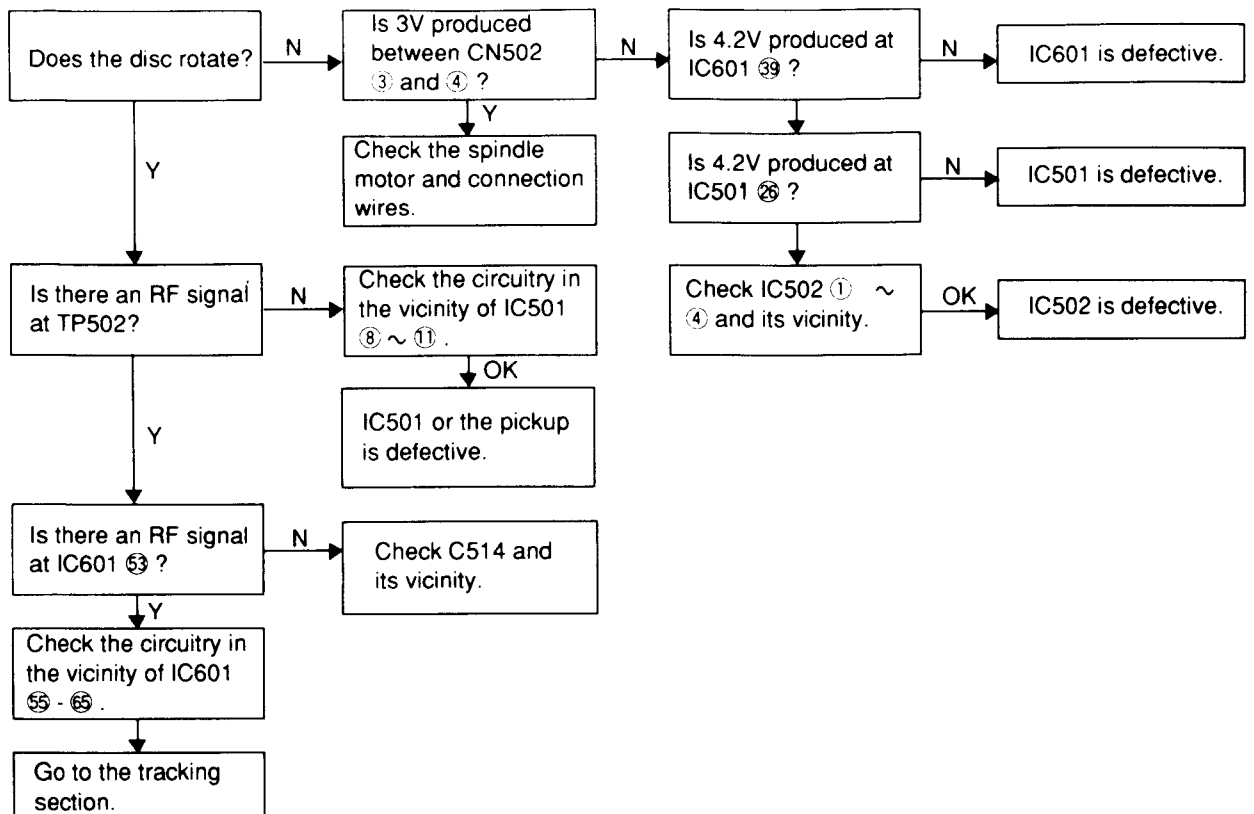 Does the disc rotate?
N
Is 3V produced
between CN502
③ and ④ ?
N
Is 4.2V produced at
IC601 ㊴ ?
N
IC601 is defective.
Y
Check the spindle
motor and connection
wires.
Is 4.2V produced at
IC501 ㉖ ?
N
IC501 is defective.
Y
Is there an RF signal
at TP502?
N
Check the circuitry in
the vicinity of IC501
⑧ ~ ⑪ .
Check IC502 ① ~
④ and its vicinity.
OK
IC502 is defective.
OK
IC501 or the pickup
is defective.
Y
Is there an RF signal
at IC601 53 ?
N
Check C514 and
its vicinity.
Y
Check the circuitry in
the vicinity of IC601
55 - 65 .
Go to the tracking
section.